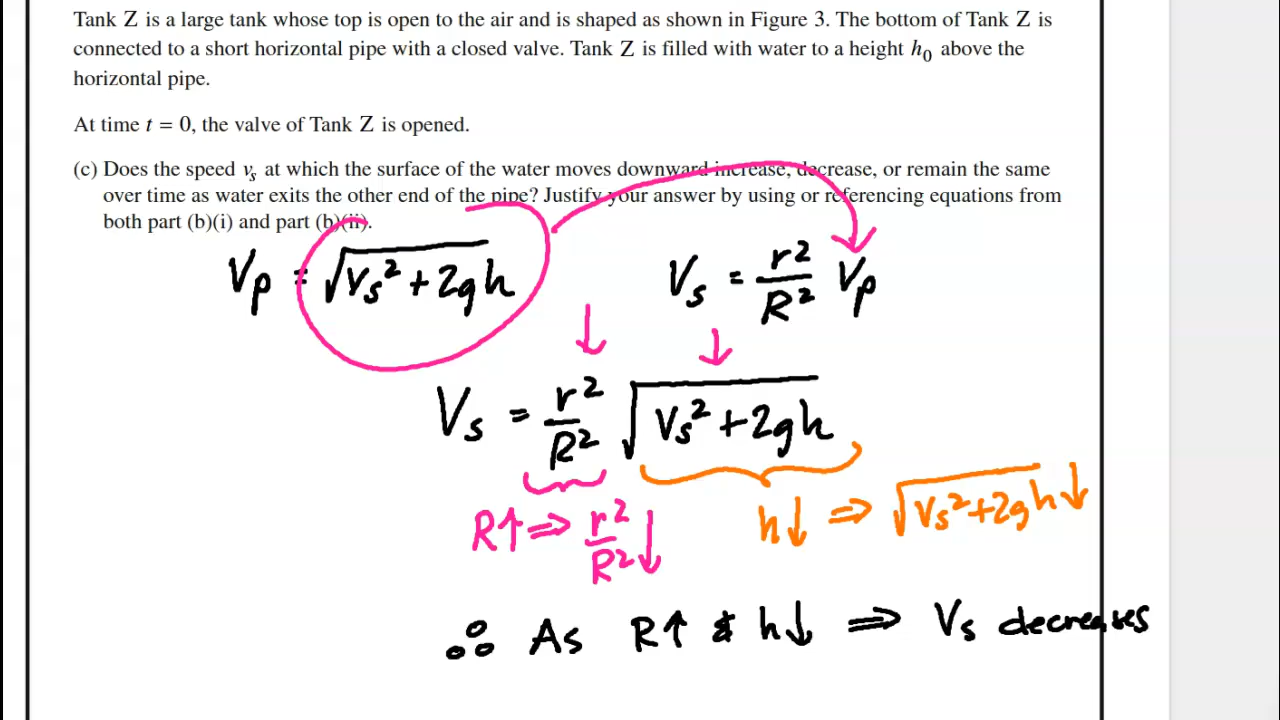 Tank Z is a large tank whose top is open to the air and is shaped as shown in Figure 3. The bottom of Tank Z is
connected to a short horizontal pipe with a closed valve. Tank Z is filled with water to a height h₀ above the
horizontal pipe.
At time t = 0, the valve of Tank Z is opened.
(c) Does the speed vₛ at which the surface of the water moves downward increase, decrease, or remain the same
over time as water exits the other end of the pipe? Justify your answer by using or referencing equations from
both part (b)(i) and part (b)(ii).
Vp = √(Vs² + 2gh)    Vs = r²/R² Vp
↓ ↓
Vs = r²/R² √(Vs² + 2gh)
R↑ ⇒ r²/R² ↓    h↓ ⇒ √(Vs² + 2gh) ↓
∴ As R↑ & h↓ ⇒ Vs decreases